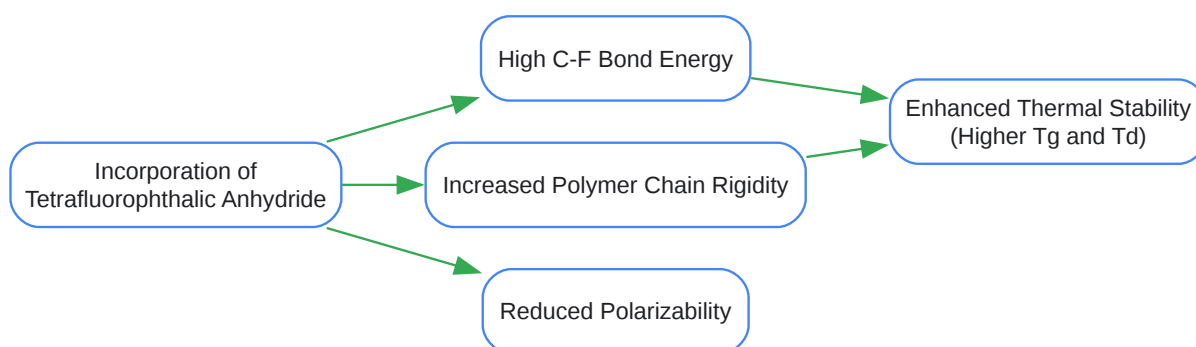 Incorporation of
Tetrafluorophthalic Anhydride
High C-F Bond Energy
Increased Polymer Chain Rigidity
Reduced Polarizability
Enhanced Thermal Stability
(Higher Tg and Td)